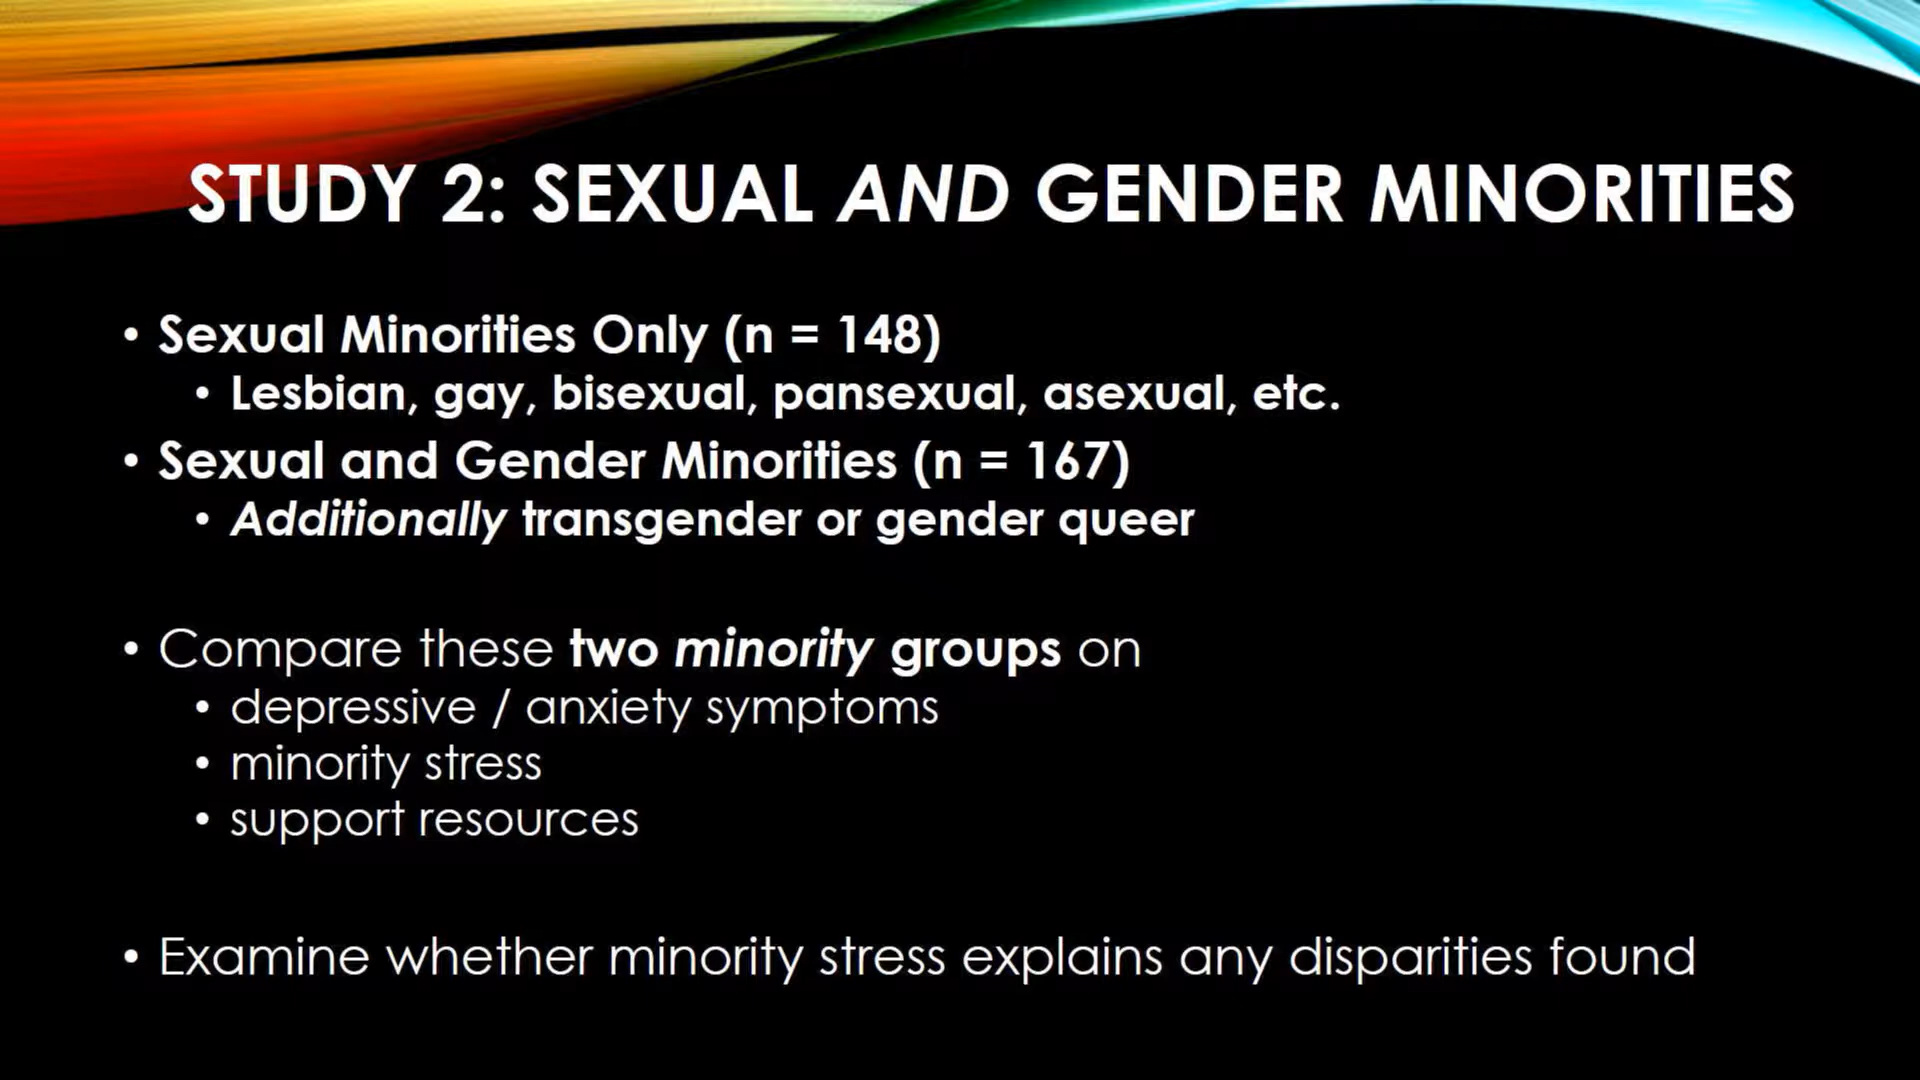 STUDY 2: SEXUAL AND GENDER MINORITIES
• Sexual Minorities Only (n = 148)
• Lesbian, gay, bisexual, pansexual, asexual, etc.
• Sexual and Gender Minorities (n = 167)
• Additionally transgender or gender queer
• Compare these two minority groups on
• depressive / anxiety symptoms
• minority stress
• support resources
• Examine whether minority stress explains any disparities found